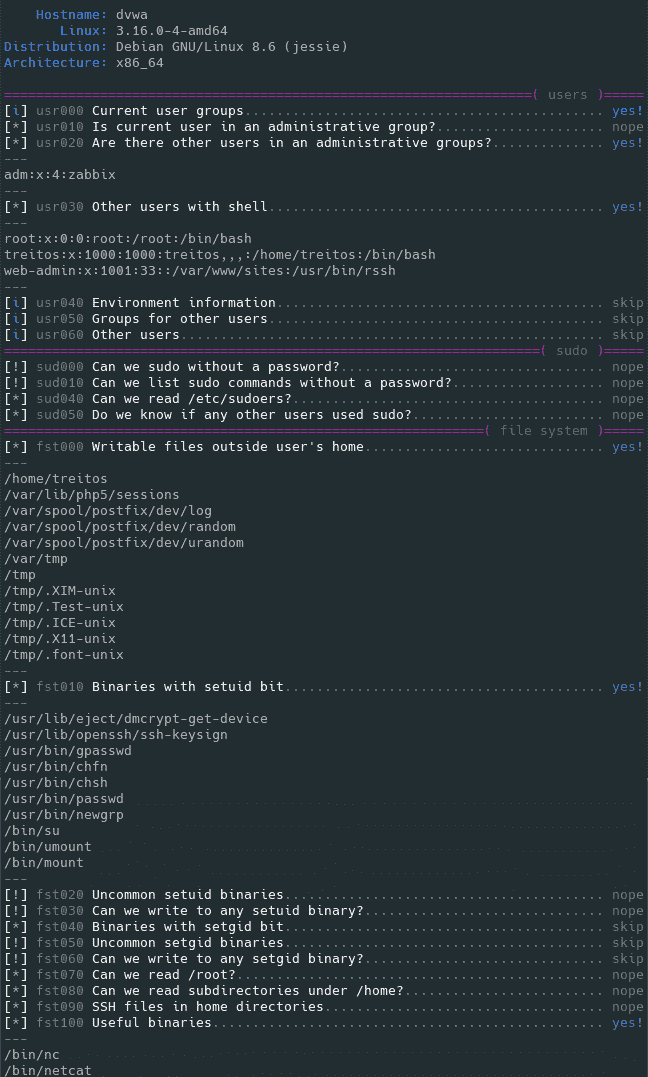 Hostname: dvwa
Linux: 3.16.0-4-amd64
Distribution: Debian GNU/Linux 8.6 (jessie)
Architecture: x86_64
================================================================( users )=====
[i] usr000 Current user groups............................................. yes!
[*] usr010 Is current user in an administrative group?..................... nope
[*] usr020 Are there other users in an administrative groups?.............. yes!
---
adm:x:4:zabbix
---
[*] usr030 Other users with shell.......................................... yes!
---
root:x:0:0:root:/root:/bin/bash
treitos:x:1000:1000:treitos,,,:/home/treitos:/bin/bash
web-admin:x:1001:33::/var/www/sites:/usr/bin/rssh
---
[i] usr040 Environment information......................................... skip
[i] usr050 Groups for other users.......................................... skip
[i] usr060 Other users..................................................... skip
=================================================================( sudo )=====
[!] sud000 Can we sudo without a password?................................. nope
[!] sud010 Can we list sudo commands without a password?................... nope
[*] sud040 Can we read /etc/sudoers?....................................... nope
[*] sud050 Do we know if any other users used sudo?........................ nope
==========================================================( file system )=====
[*] fst000 Writable files outside user's home.............................. yes!
---
/home/treitos
/var/lib/php5/sessions
/var/spool/postfix/dev/log
/var/spool/postfix/dev/random
/var/spool/postfix/dev/urandom
/var/tmp
/tmp
/tmp/.XIM-unix
/tmp/.Test-unix
/tmp/.ICE-unix
/tmp/.X11-unix
/tmp/.font-unix
---
[*] fst010 Binaries with setuid bit........................................ yes!
---
/usr/lib/eject/dmcrypt-get-device
/usr/lib/openssh/ssh-keysign
/usr/bin/gpasswd
/usr/bin/chfn
/usr/bin/chsh
/usr/bin/passwd
/usr/bin/newgrp
/bin/su
/bin/umount
/bin/mount
---
[!] fst020 Uncommon setuid binaries........................................ nope
[!] fst030 Can we write to any setuid binary?.............................. nope
[*] fst040 Binaries with setgid bit........................................ skip
[!] fst050 Uncommon setgid binaries........................................ skip
[!] fst060 Can we write to any setgid binary?.............................. skip
[*] fst070 Can we read /root?.............................................. nope
[*] fst080 Can we read subdirectories under /home?......................... nope
[*] fst090 SSH files in home directories................................... nope
[*] fst100 Useful binaries................................................. yes!
---
/bin/nc
/bin/netcat